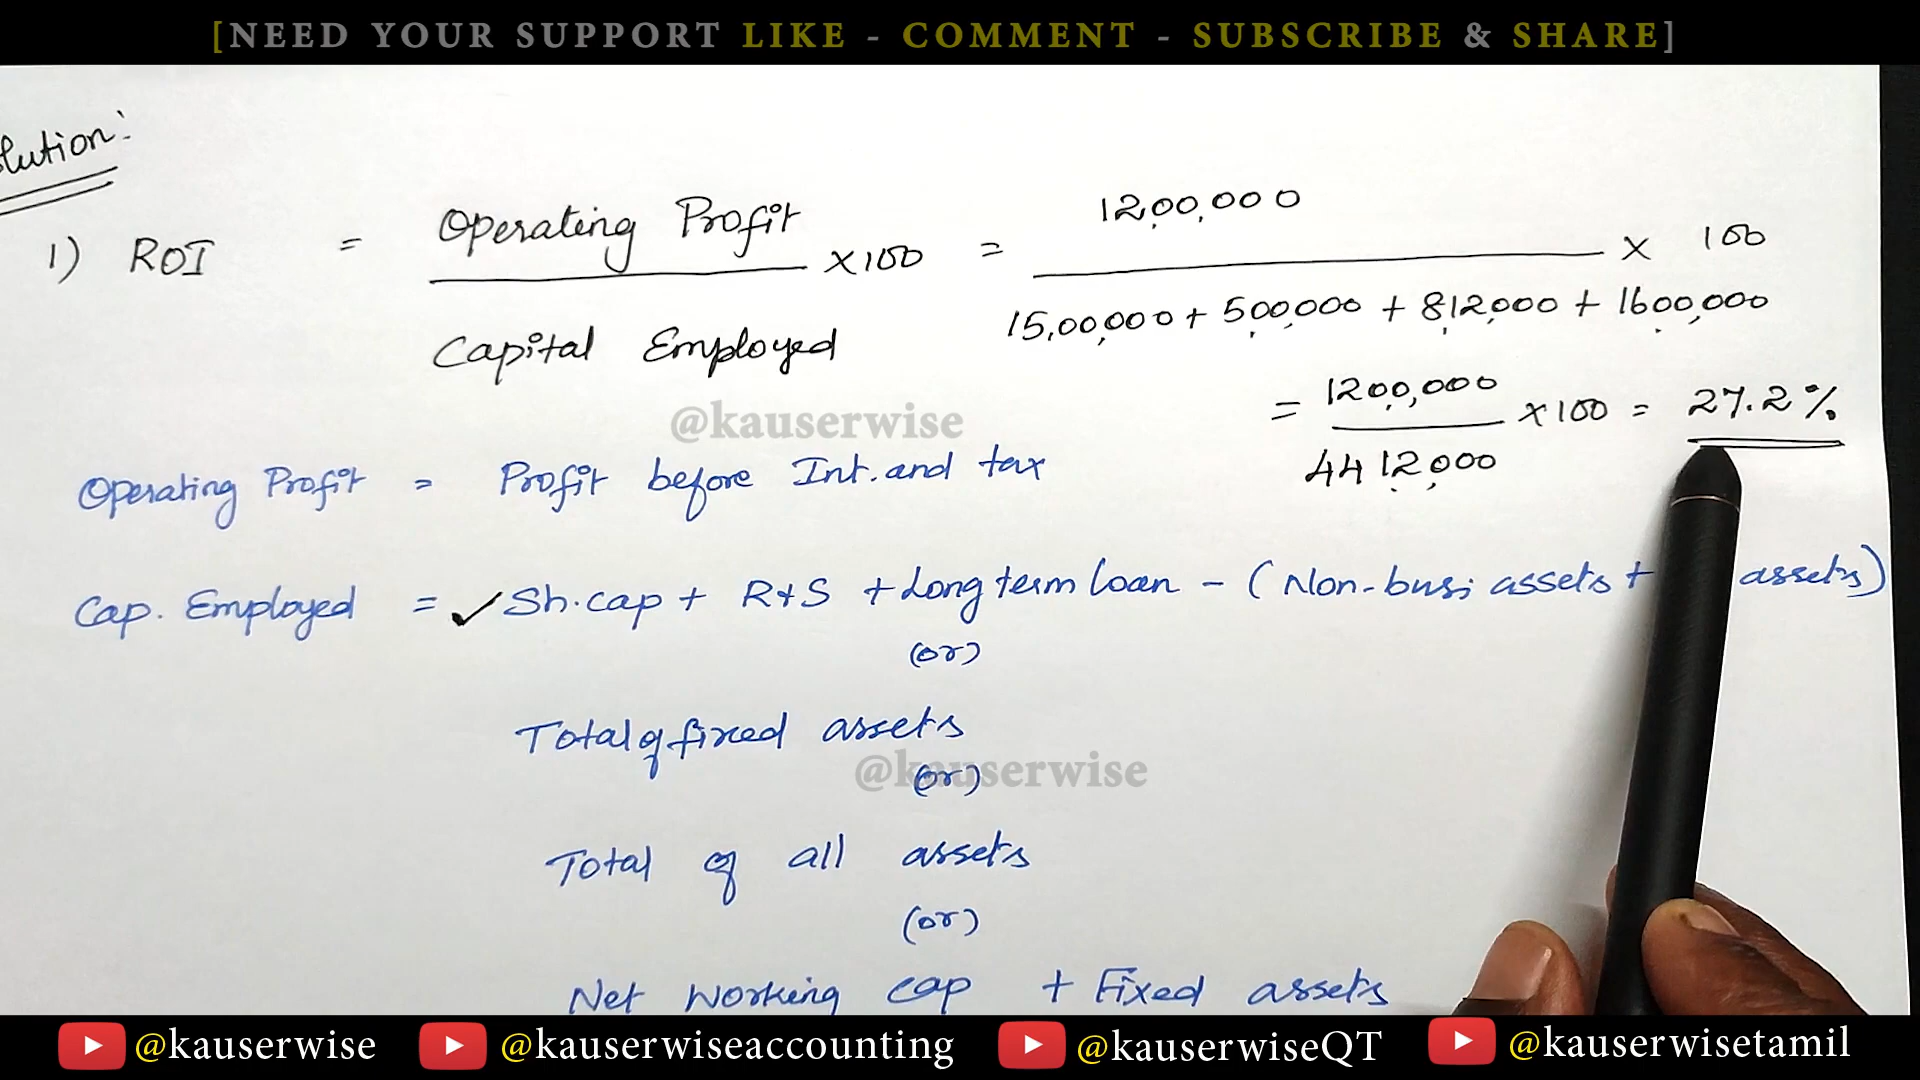 [NEED YOUR SUPPORT LIKE - COMMENT - SUBSCRIBE & SHARE]
lution:
1) ROI = Operating Profit / Capital Employed x100 = 1200,000 / 15,00,000 + 500,000 + 812,000 + 1600,000 x 100
= 1200,000 / 4412,000 x100 = 27.2%
@kauserwise
Operating Profit = Profit before Int. and tax
Cap. Employed = ✓ Sh.cap + R+S + Long term loan - (Non-busi assets + assets)
(or)
Total of fixed assets
@kauserwise
(or)
Total of all assets
(or)
Net working cap + Fixed assets
@kauserwise @kauserwiseaccounting @kauserwiseQT @kauserwisetamil